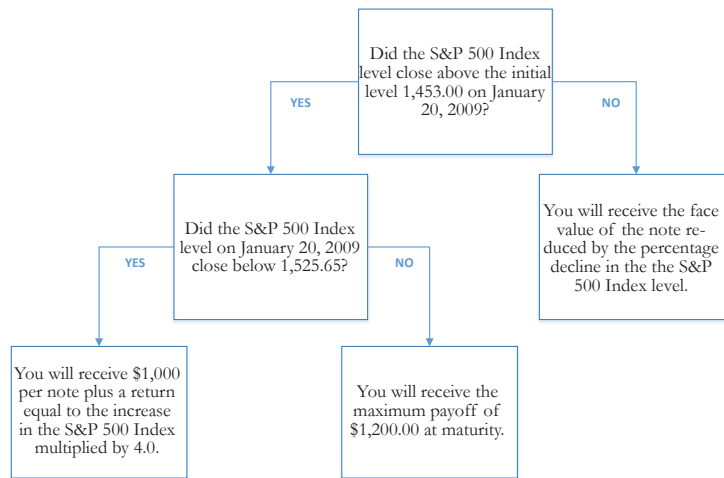 Did the S&P 500 Index
level close above the initial
level 1,453.00 on January
20, 2009?
YES
NO
Did the S&P 500 Index
level on January 20, 2009
close below 1,525.65?
You will receive the face
value of the note re-
duced by the percentage
decline in the the S&P
500 Index level.
YES
NO
You will receive $1,000
per note plus a return
equal to the increase
in the S&P 500 Index
multiplied by 4.0.
You will receive the
maximum payoff of
$1,200.00 at maturity.